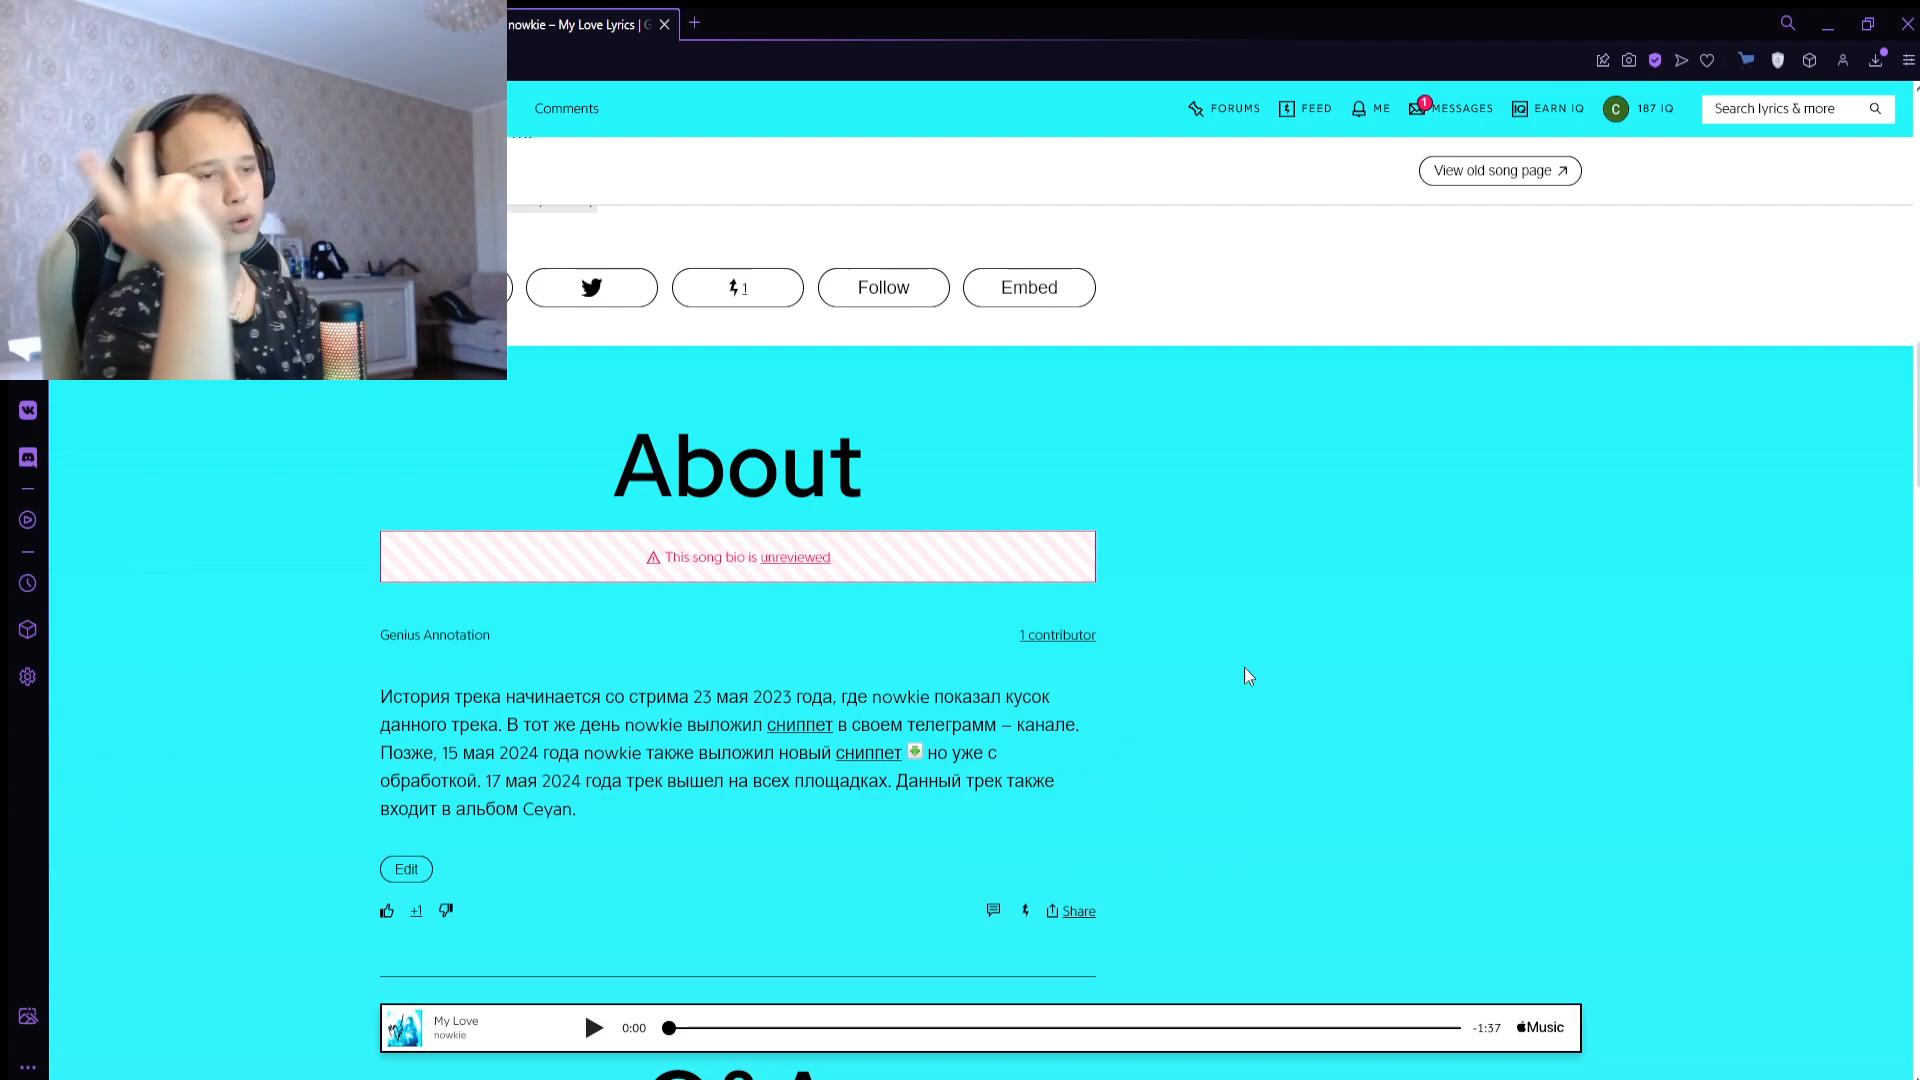 nowkie – My Love Lyrics | G
Comments
FORUMS
FEED
ME
1
MESSAGES
IQ
EARN IQ
C
187 IQ
Search lyrics & more
View old song page
1
Follow
Embed
About
This song bio is unreviewed
Genius Annotation
1 contributor
История трека начинается со стрима 23 мая 2023 года, где nowkie показал кусок
данного трека. В тот же день nowkie выложил сниппет в своем телеграмм – канале.
Позже, 15 мая 2024 года nowkie также выложил новый сниппет но уже с
обработкой. 17 мая 2024 года трек вышел на всех площадках. Данный трек также
входит в альбом Ceyan.
Edit
+1
Share
My Love
nowkie
0:00
-1:37
Music